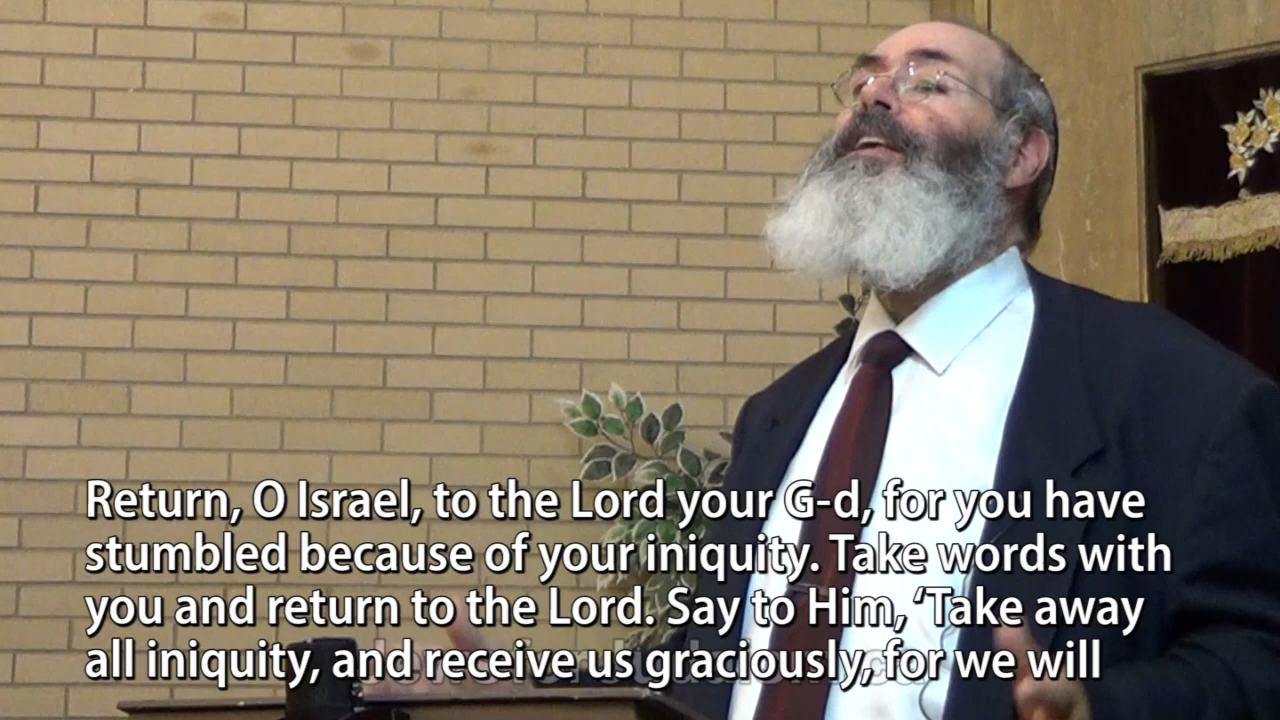 Return, O Israel, to the Lord your G-d, for you have
stumbled because of your iniquity. Take words with
you and return to the Lord. Say to Him, ‘Take away
all iniquity, and receive us graciously, for we will